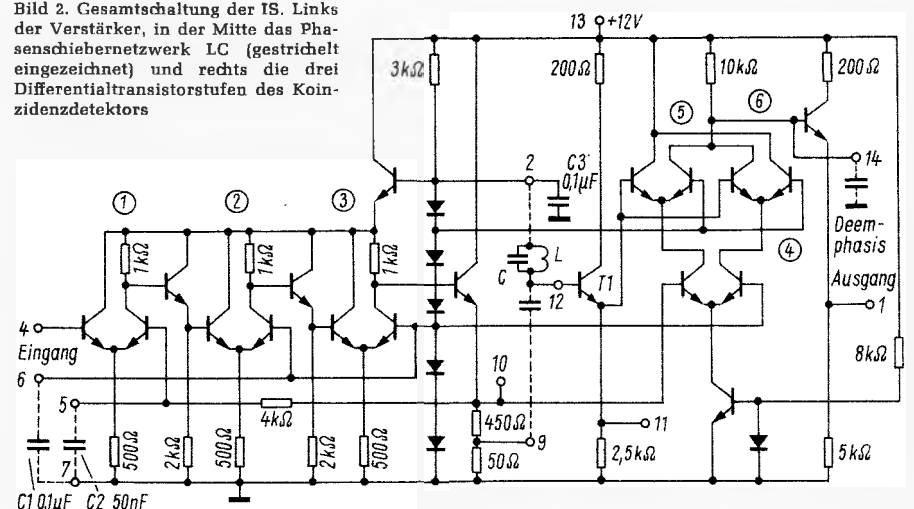 Bild 2. Gesamtschaltung der IS. Links
der Verstärker, in der Mitte das Pha-
senschiebernetzwerk LC (gestrichelt
eingezeichnet) und rechts die drei
Differentialtransistorstufen des Koin-
zidenzdetektors
13 +12V
3kΩ
200Ω
10kΩ
200Ω
5
6
2
C3
0,1µF
14
Deem-
phasis
1
2
3
1kΩ
1kΩ
1kΩ
C
L
12
T1
4
Ausgang
1
4
Eingang
6
5
4kΩ
10
450Ω
9
50Ω
11
2,5kΩ
8kΩ
5kΩ
7
500Ω
2kΩ
500Ω
2kΩ
500Ω
C1 0,1µF
C2 50nF